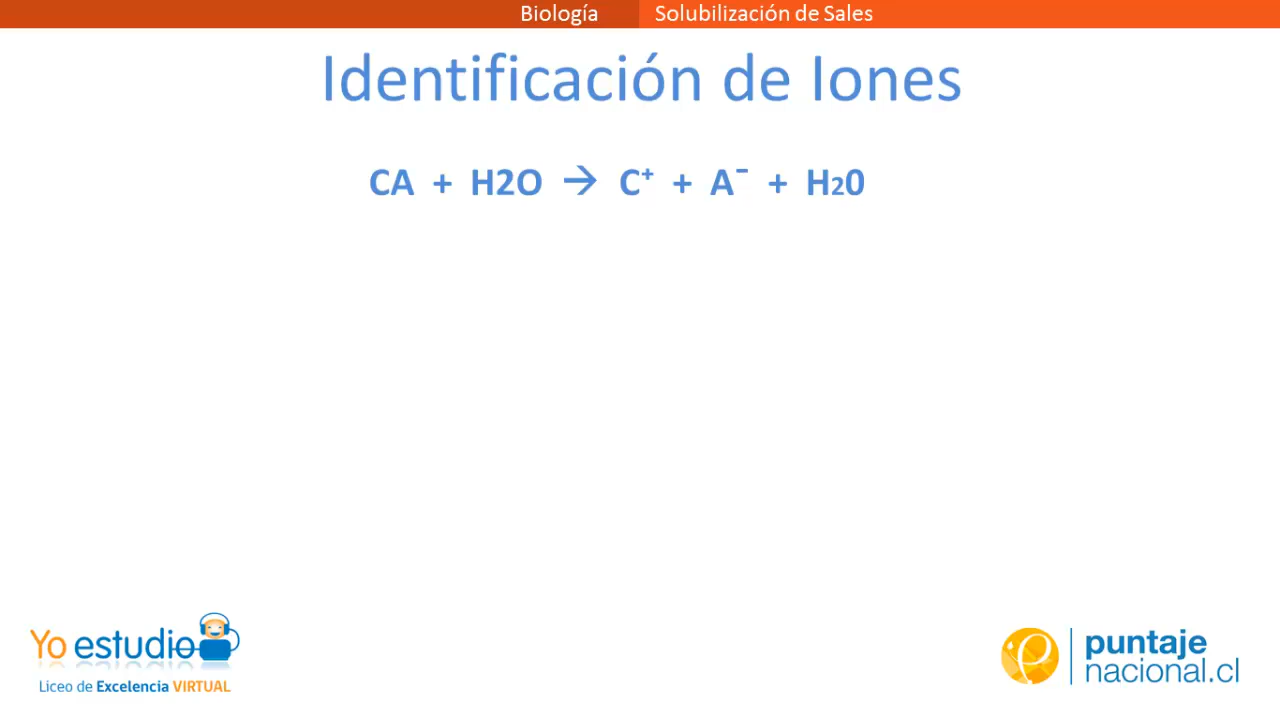 Biología Solubilización de Sales
Identificación de Iones
CA + H2O → C⁺ + A⁻ + H₂0
Yo estudio
Liceo de Excelencia VIRTUAL
puntaje
nacional.cl